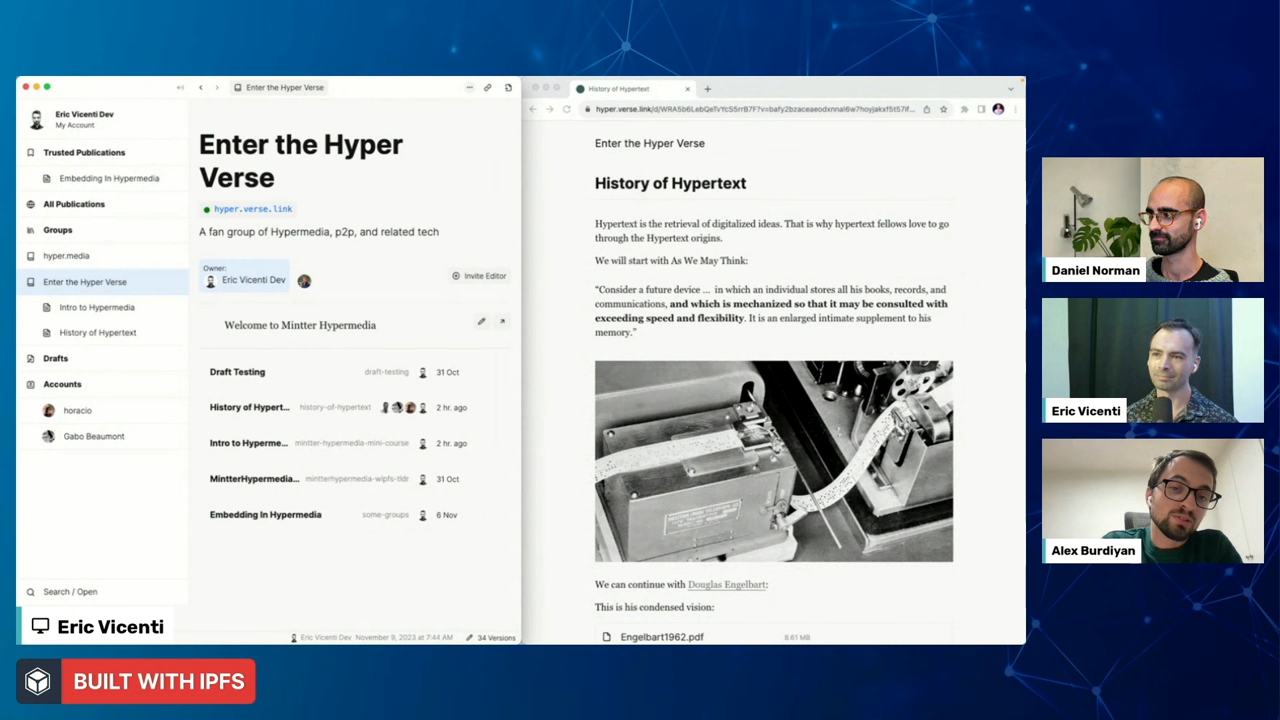 Enter the Hyper Verse
Eric Vicenti Dev
My Account
Trusted Publications
Embedding In Hypermedia
All Publications
Groups
hyper.media
Enter the Hyper Verse
Intro to Hypermedia
History of Hypertext
Drafts
Accounts
horacio
Gabo Beaumont
Search / Open
Eric Vicenti
Enter the Hyper
Verse
hyper.verse.link
A fan group of Hypermedia, p2p, and related tech
Owner:
Eric Vicenti Dev
Invite Editor
Welcome to Mintter Hypermedia
Draft Testing draft-testing 31 Oct
History of Hypert... history-of-hypertext 2 hr. ago
Intro to Hyperme... mintter-hypermedia-mini-course 2 hr. ago
MintterHypermedia... mintterhypermedia-wipfs-tldr 31 Oct
Embedding In Hypermedia some-groups 6 Nov
Eric Vicenti Dev November 9, 2023 at 7:44 AM 34 Versions
History of Hypertext
Enter the Hyper Verse
History of Hypertext
Hypertext is the retrieval of digitalized ideas. That is why hypertext fellows love to go
through the Hypertext origins.
We will start with As We May Think:
“Consider a future device … in which an individual stores all his books, records, and
communications, and which is mechanized so that it may be consulted with
exceeding speed and flexibility. It is an enlarged intimate supplement to his
memory.”
We can continue with Douglas Engelbart:
This is his condensed vision:
Engelbart1962.pdf 6.61 MB
Daniel Norman
Eric Vicenti
Alex Burdiyan
BUILT WITH IPFS